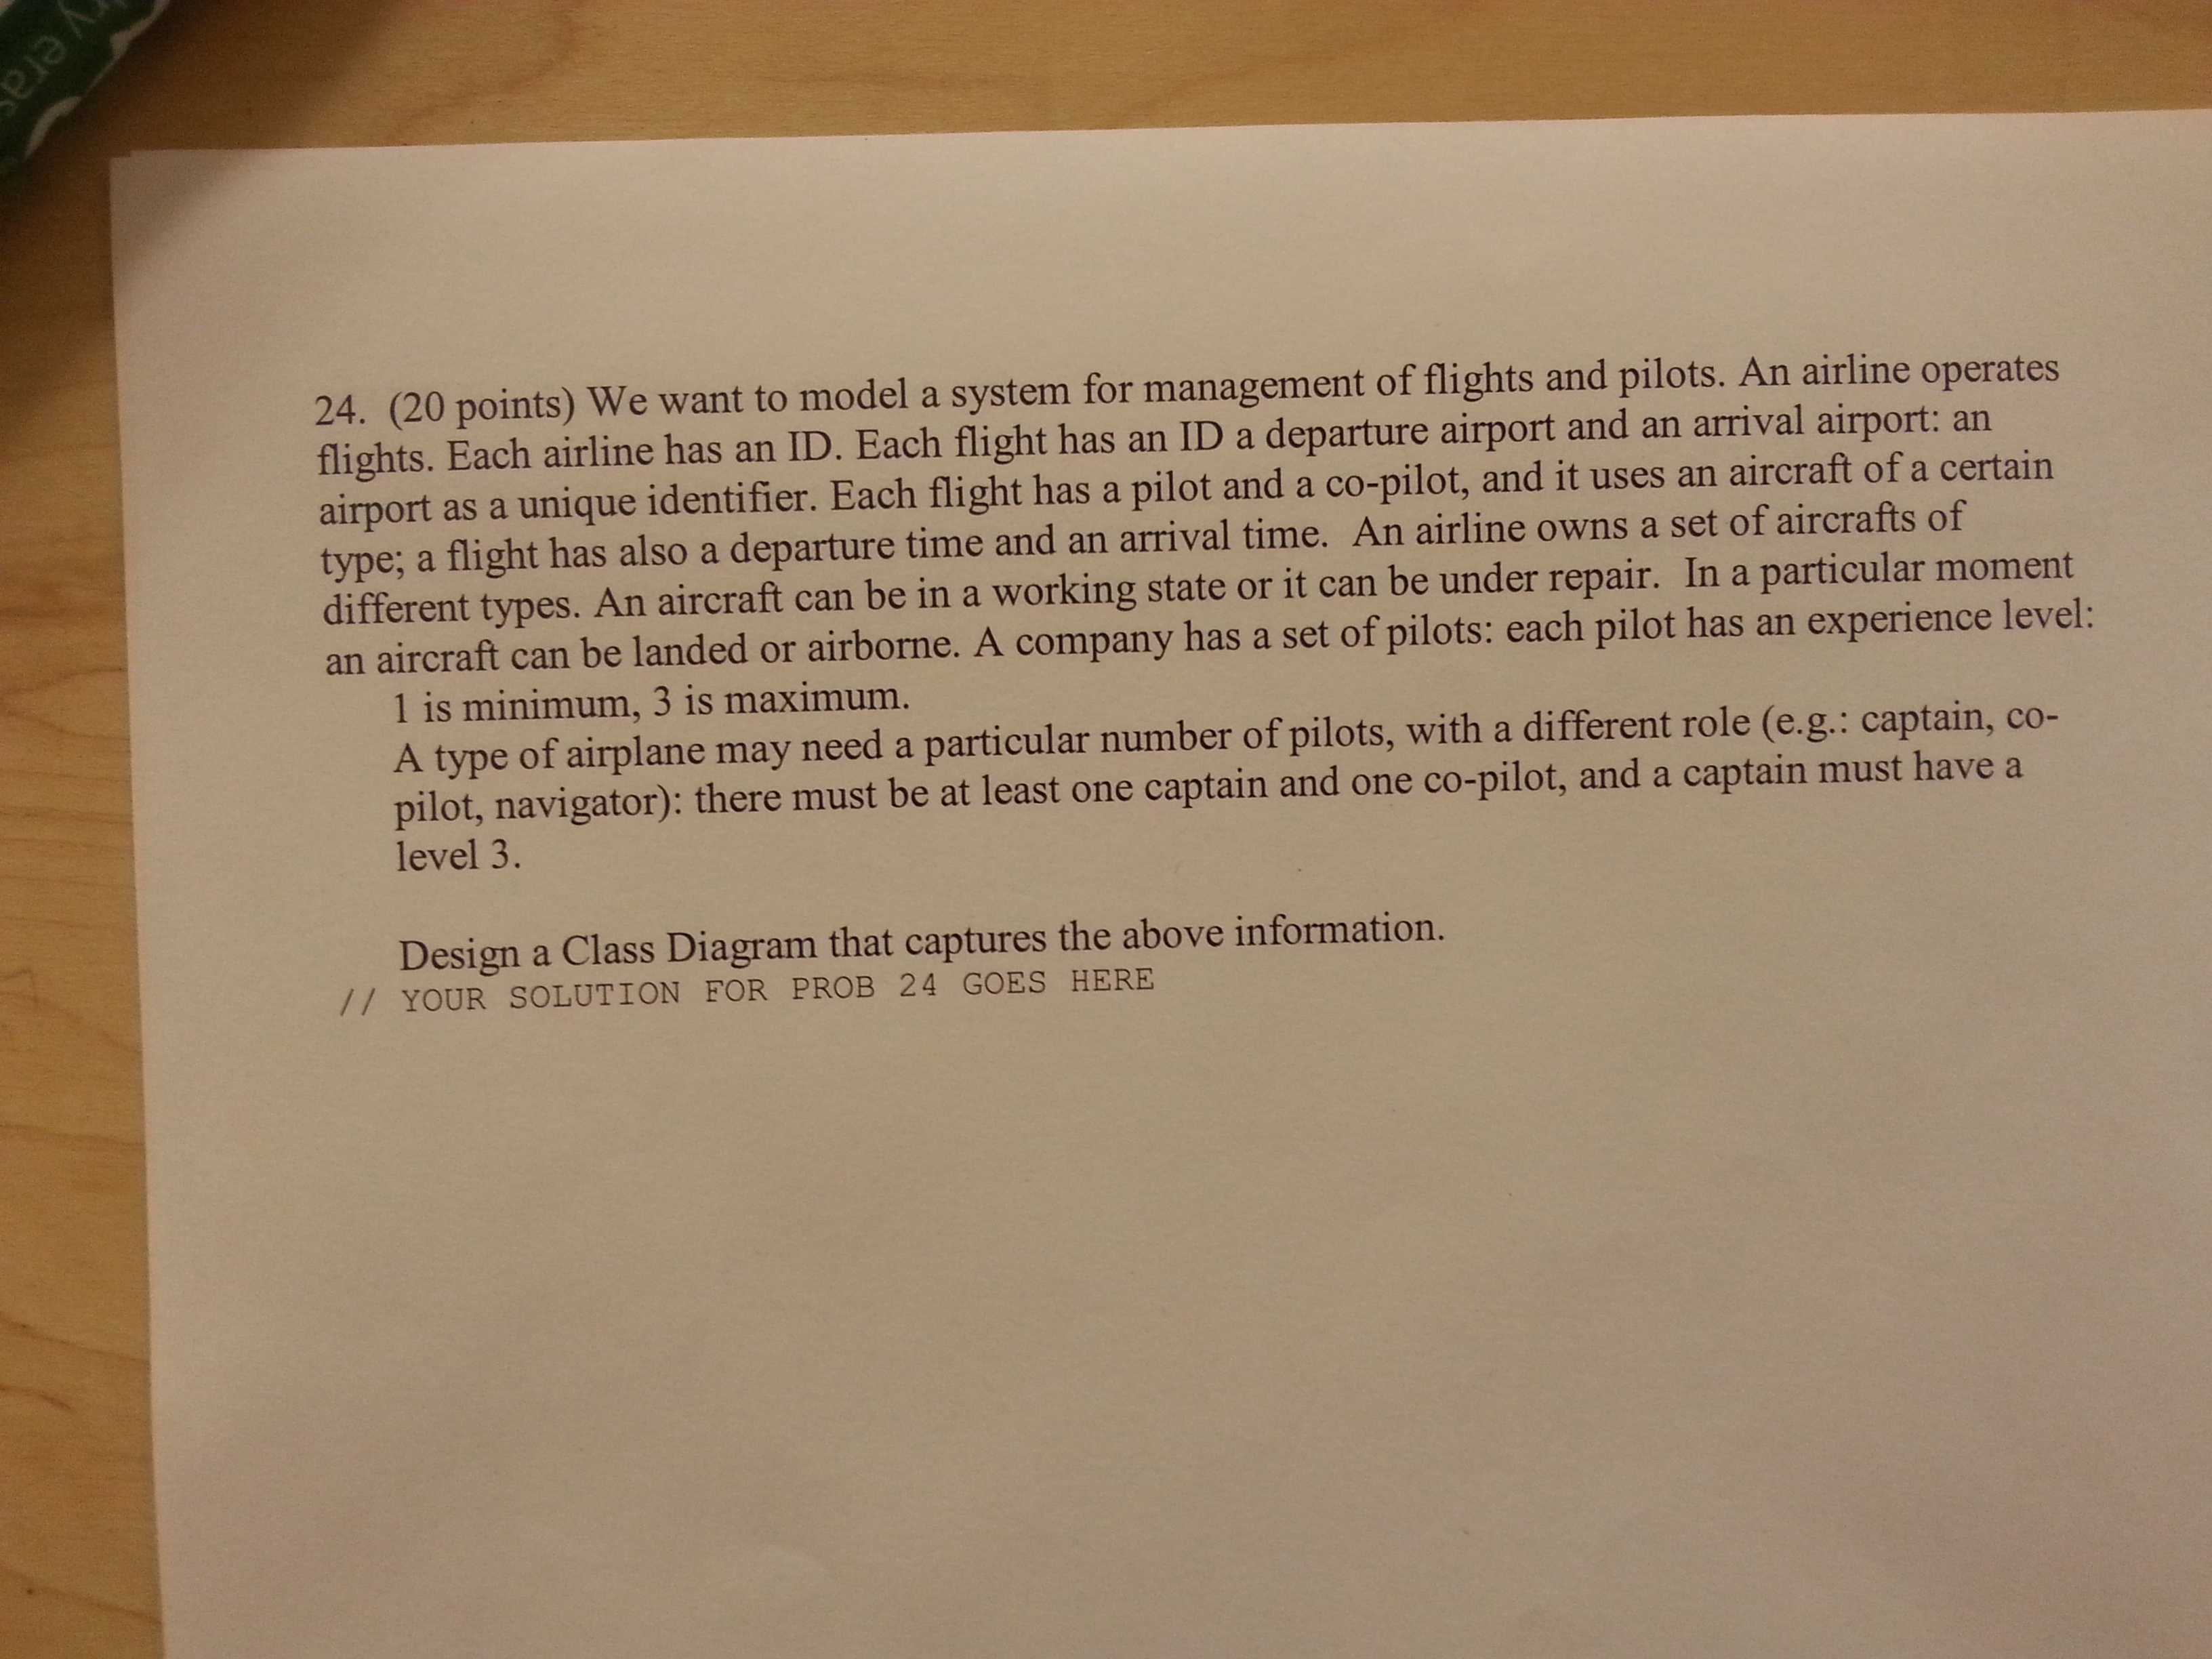 ry eras
24. (20 points) We want to model a system for management of flights and pilots. An airline operates
flights. Each airline has an ID. Each flight has an ID a departure airport and an arrival airport: an
airport as a unique identifier. Each flight has a pilot and a co-pilot, and it uses an aircraft of a certain
type; a flight has also a departure time and an arrival time. An airline owns a set of aircrafts of
different types. An aircraft can be in a working state or it can be under repair. In a particular moment
an aircraft can be landed or airborne. A company has a set of pilots: each pilot has an experience level:
1 is minimum, 3 is maximum.
A type of airplane may need a particular number of pilots, with a different role (e.g.: captain, co-
pilot, navigator): there must be at least one captain and one co-pilot, and a captain must have a
level 3.
Design a Class Diagram that captures the above information.
// YOUR SOLUTION FOR PROB 24 GOES HERE